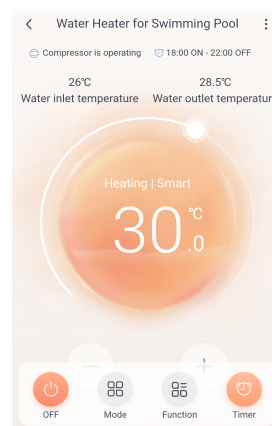 Water Heater for Swimming Pool
Compressor is operating 18:00 ON - 22:00 OFF
26℃ 28.5℃
Water inlet temperature Water outlet temperatur
Heating | Smart
30.0 ℃
OFF Mode Function Timer